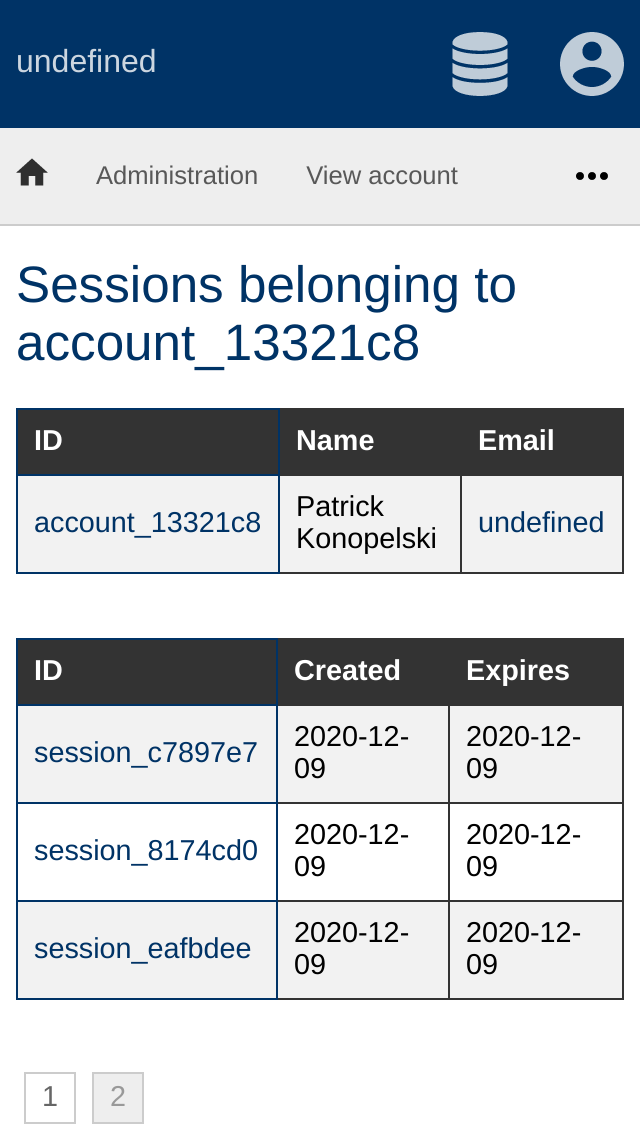 undefined
Administration View account •••
Sessions belonging to
account_13321c8
ID Name Email
account_13321c8 Patrick Konopelski undefined
ID Created Expires
session_c7897e7 2020-12-09 2020-12-09
session_8174cd0 2020-12-09 2020-12-09
session_eafbdee 2020-12-09 2020-12-09
1 2